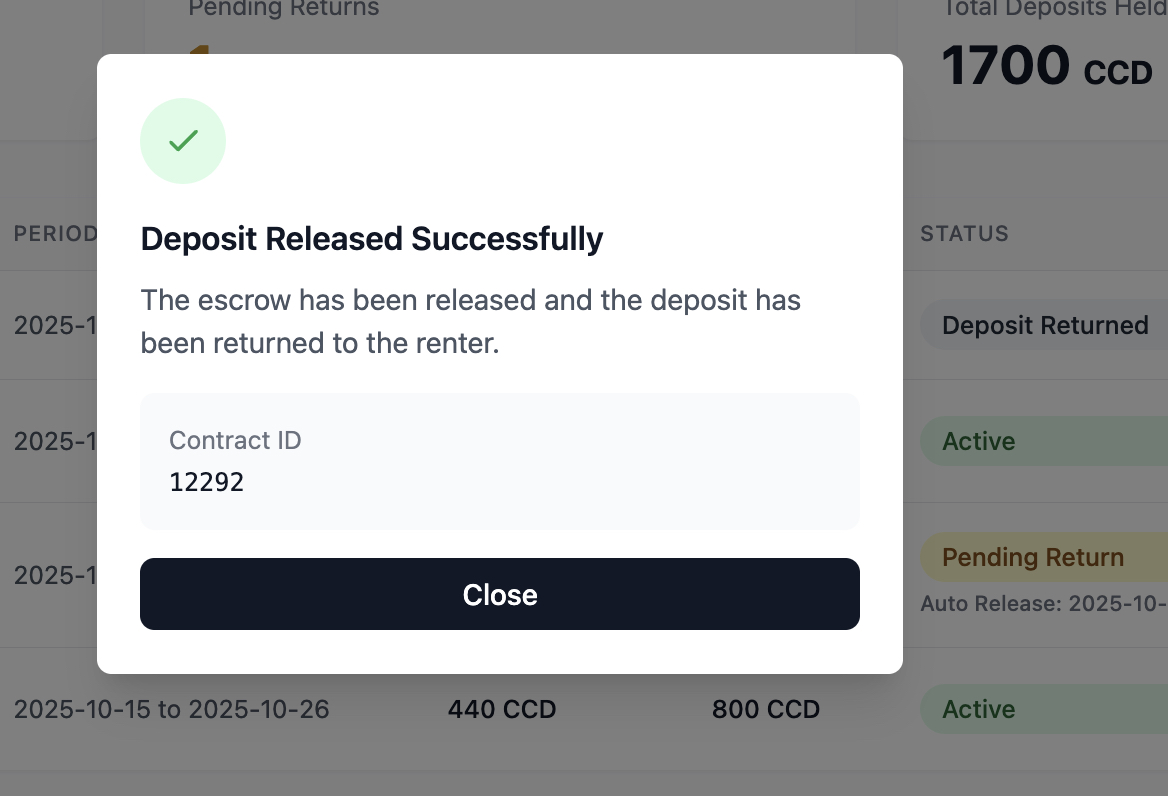 Pending Returns
Total Deposits Held
1700 CCD
Deposit Released Successfully
The escrow has been released and the deposit has
been returned to the renter.
Contract ID
12292
Close
PERIOD
STATUS
2025-1
Deposit Returned
2025-1
Active
2025-1
Pending Return
Auto Release: 2025-10-
2025-10-15 to 2025-10-26
440 CCD
800 CCD
Active